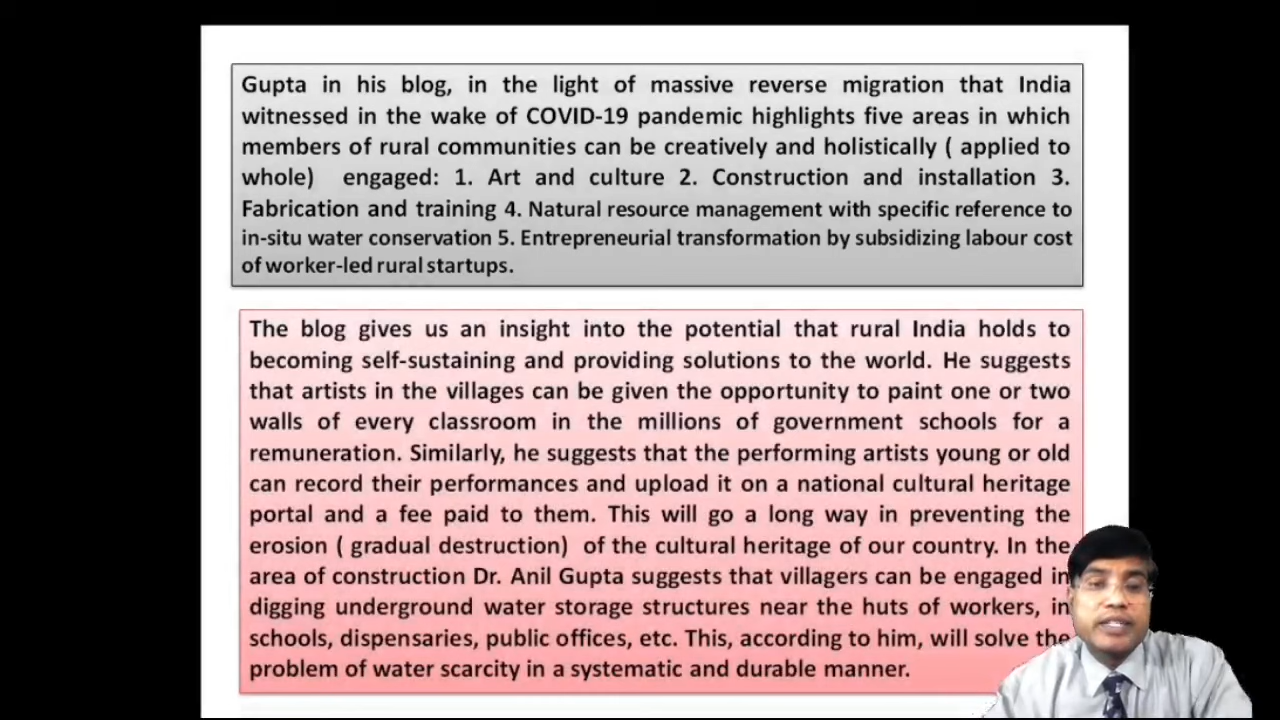 Gupta in his blog, in the light of massive reverse migration that India
witnessed in the wake of COVID-19 pandemic highlights five areas in which
members of rural communities can be creatively and holistically ( applied to
whole) engaged: 1. Art and culture 2. Construction and installation 3.
Fabrication and training 4. Natural resource management with specific reference to
in-situ water conservation 5. Entrepreneurial transformation by subsidizing labour cost
of worker-led rural startups.
The blog gives us an insight into the potential that rural India holds to
becoming self-sustaining and providing solutions to the world. He suggests
that artists in the villages can be given the opportunity to paint one or two
walls of every classroom in the millions of government schools for a
remuneration. Similarly, he suggests that the performing artists young or old
can record their performances and upload it on a national cultural heritage
portal and a fee paid to them. This will go a long way in preventing the
erosion ( gradual destruction) of the cultural heritage of our country. In the
area of construction Dr. Anil Gupta suggests that villagers can be engaged in
digging underground water storage structures near the huts of workers, in
schools, dispensaries, public offices, etc. This, according to him, will solve the
problem of water scarcity in a systematic and durable manner.